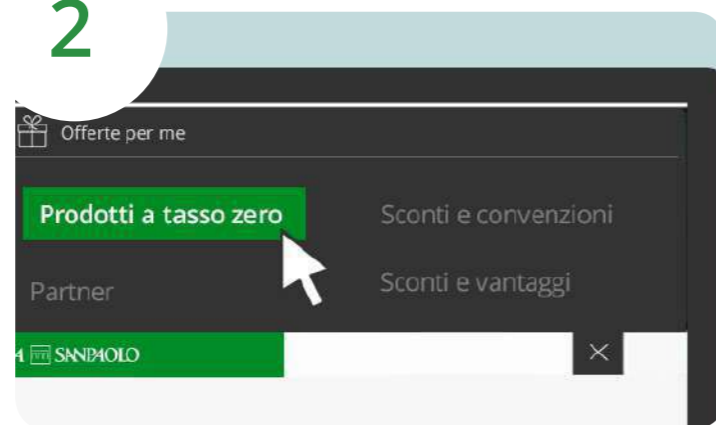 2
Offerte per me
Prodotti a tasso zero
Sconti e convenzioni
Partner
Sconti e vantaggi
A SANPAOLO